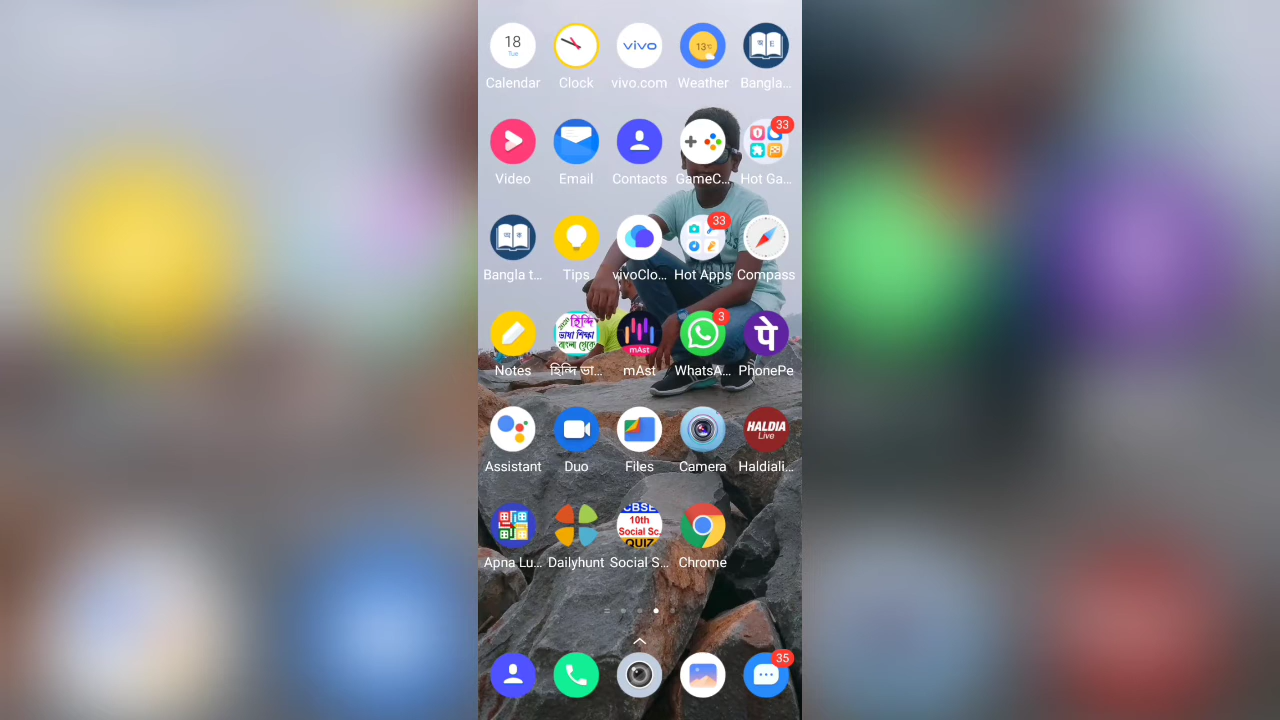 18
Tue
vivo
13°C
অ E
Calendar Clock vivo.com Weather Bangla...
33
Video Email Contacts GameC... Hot Ga...
অ ক
33
Bangla t... Tips vivoClo... Hot Apps Compass
হিন্দি
ভাষা শিক্ষা
বাংলা থেকে
mAst
3
पे
Notes হিন্দি ভা... mAst WhatsA... PhonePe
HALDIA
Live
Assistant Duo Files Camera Haldiali...
CBSE
10th
Social Sc.
QUIZ
Apna Lu... Dailyhunt Social S... Chrome
35